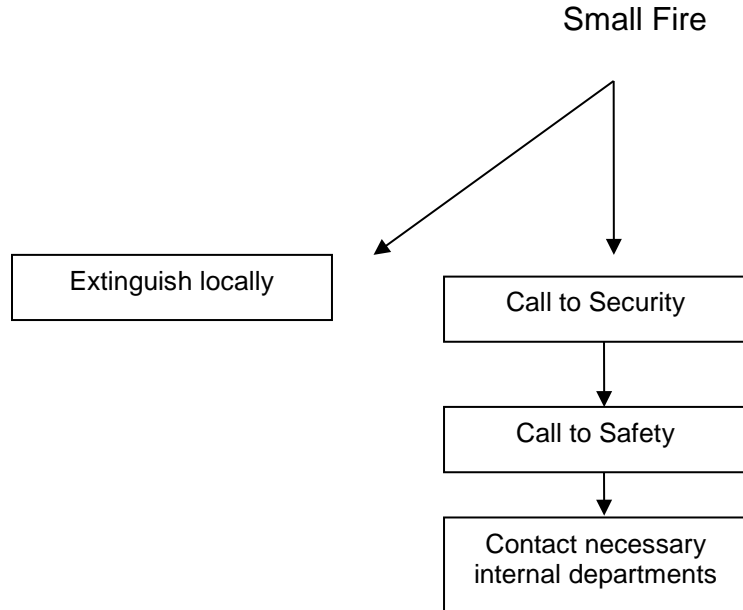 Small Fire
Extinguish locally
Call to Security
Call to Safety
Contact necessary
internal departments